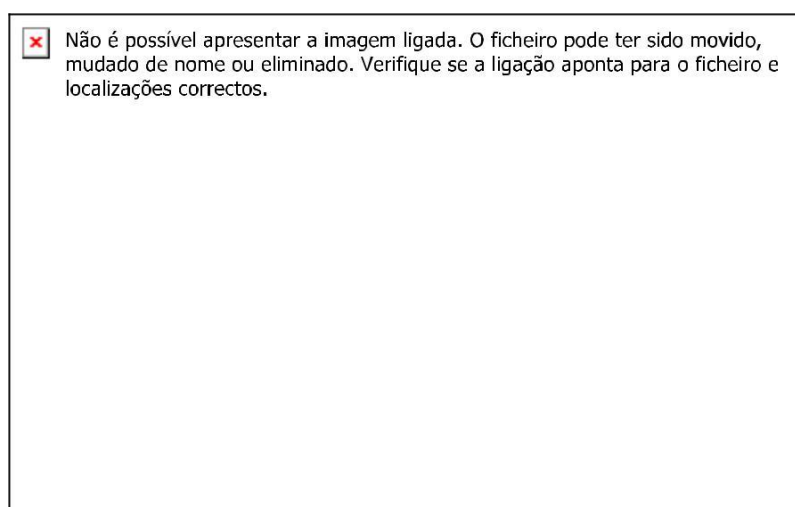 Não é possível apresentar a imagem ligada. O ficheiro pode ter sido movido,
mudado de nome ou eliminado. Verifique se a ligação aponta para o ficheiro e
localizações correctos.